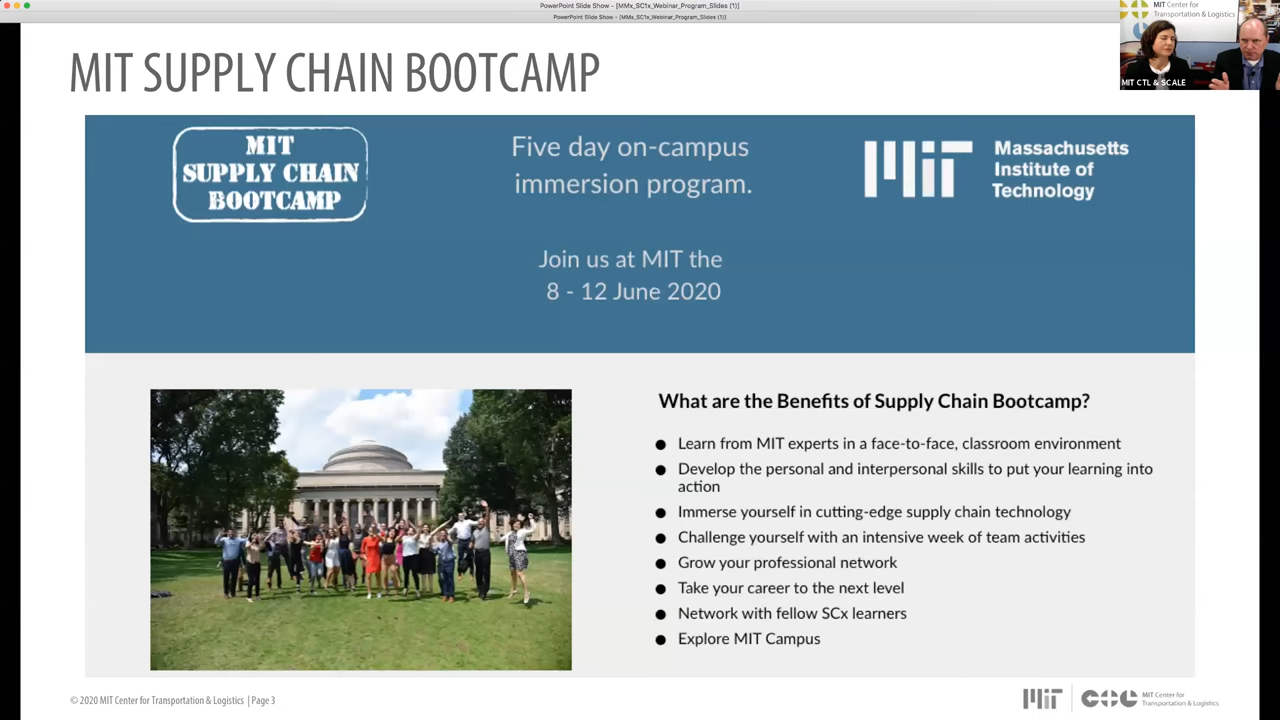 PowerPoint Slide Show - [MMx_SC1x_Webinar_Program_Slides (1)]
PowerPoint Slide Show - [MMx_SC1x_Webinar_Program_Slides (1)]
MIT Center for
Transportation & Logistics
MIT CTL & SCALE
MIT SUPPLY CHAIN BOOTCAMP
MIT
SUPPLY CHAIN
BOOTCAMP
Five day on-campus
immersion program.
MIT
Massachusetts
Institute of
Technology
Join us at MIT the
8 - 12 June 2020
What are the Benefits of Supply Chain Bootcamp?
● Learn from MIT experts in a face-to-face, classroom environment
● Develop the personal and interpersonal skills to put your learning into
action
● Immerse yourself in cutting-edge supply chain technology
● Challenge yourself with an intensive week of team activities
● Grow your professional network
● Take your career to the next level
● Network with fellow SCx learners
● Explore MIT Campus
© 2020 MIT Center for Transportation & Logistics | Page 3
MIT
CTL
MIT Center for
Transportation & Logistics